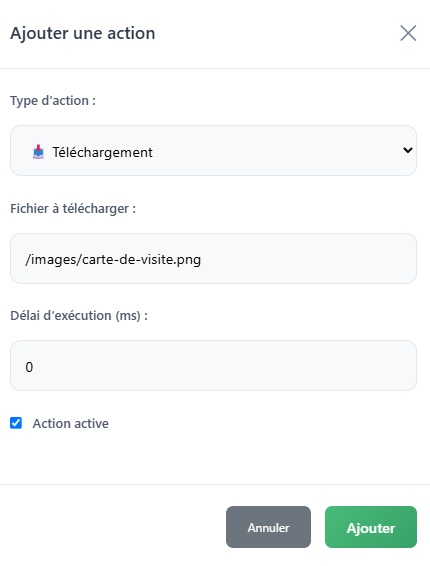 Ajouter une action
Type d'action :
Téléchargement
Fichier à télécharger :
/images/carte-de-visite.png
Délai d'exécution (ms) :
0
Action active
Annuler
Ajouter